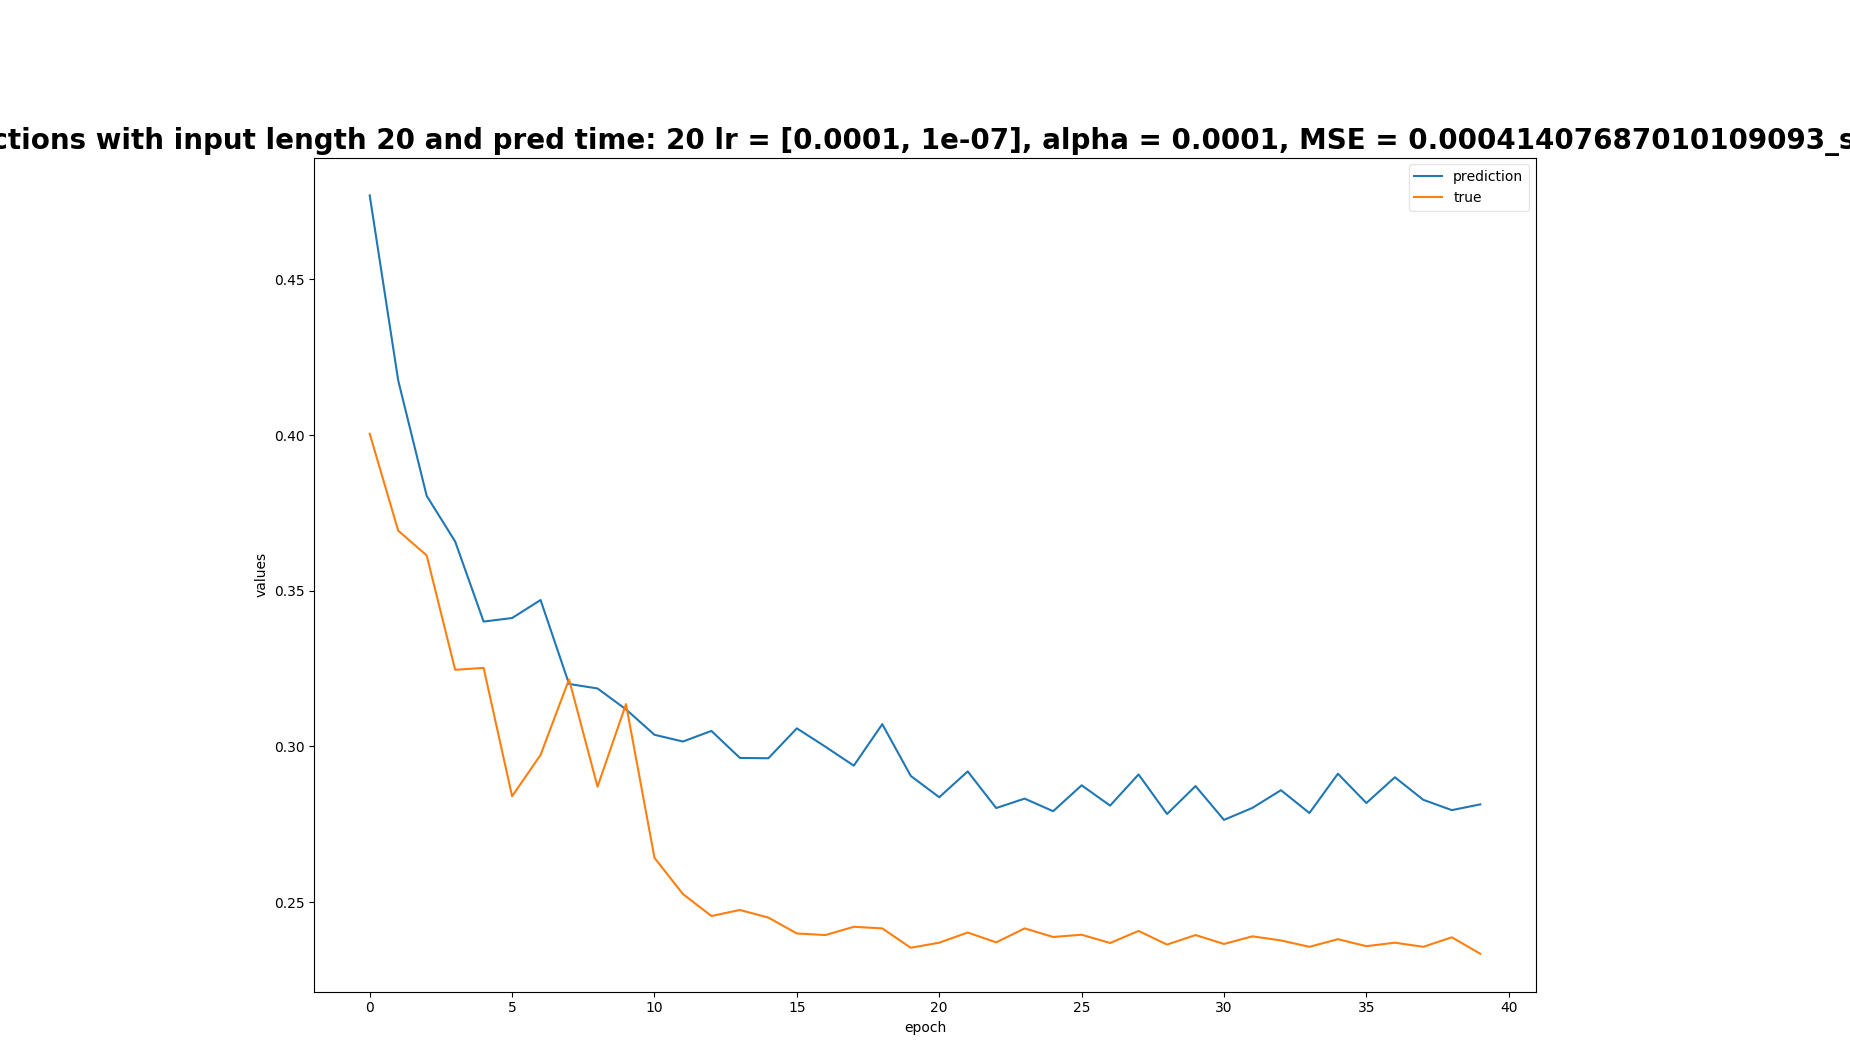 ctions with input length 20 and pred time: 20 lr = [0.0001, 1e-07], alpha = 0.0001, MSE = 0.00041407687010109093_s
prediction
true
0.45
0.40
0.35
0.30
0.25
values
0 5 10 15 20 25 30 35 40
epoch